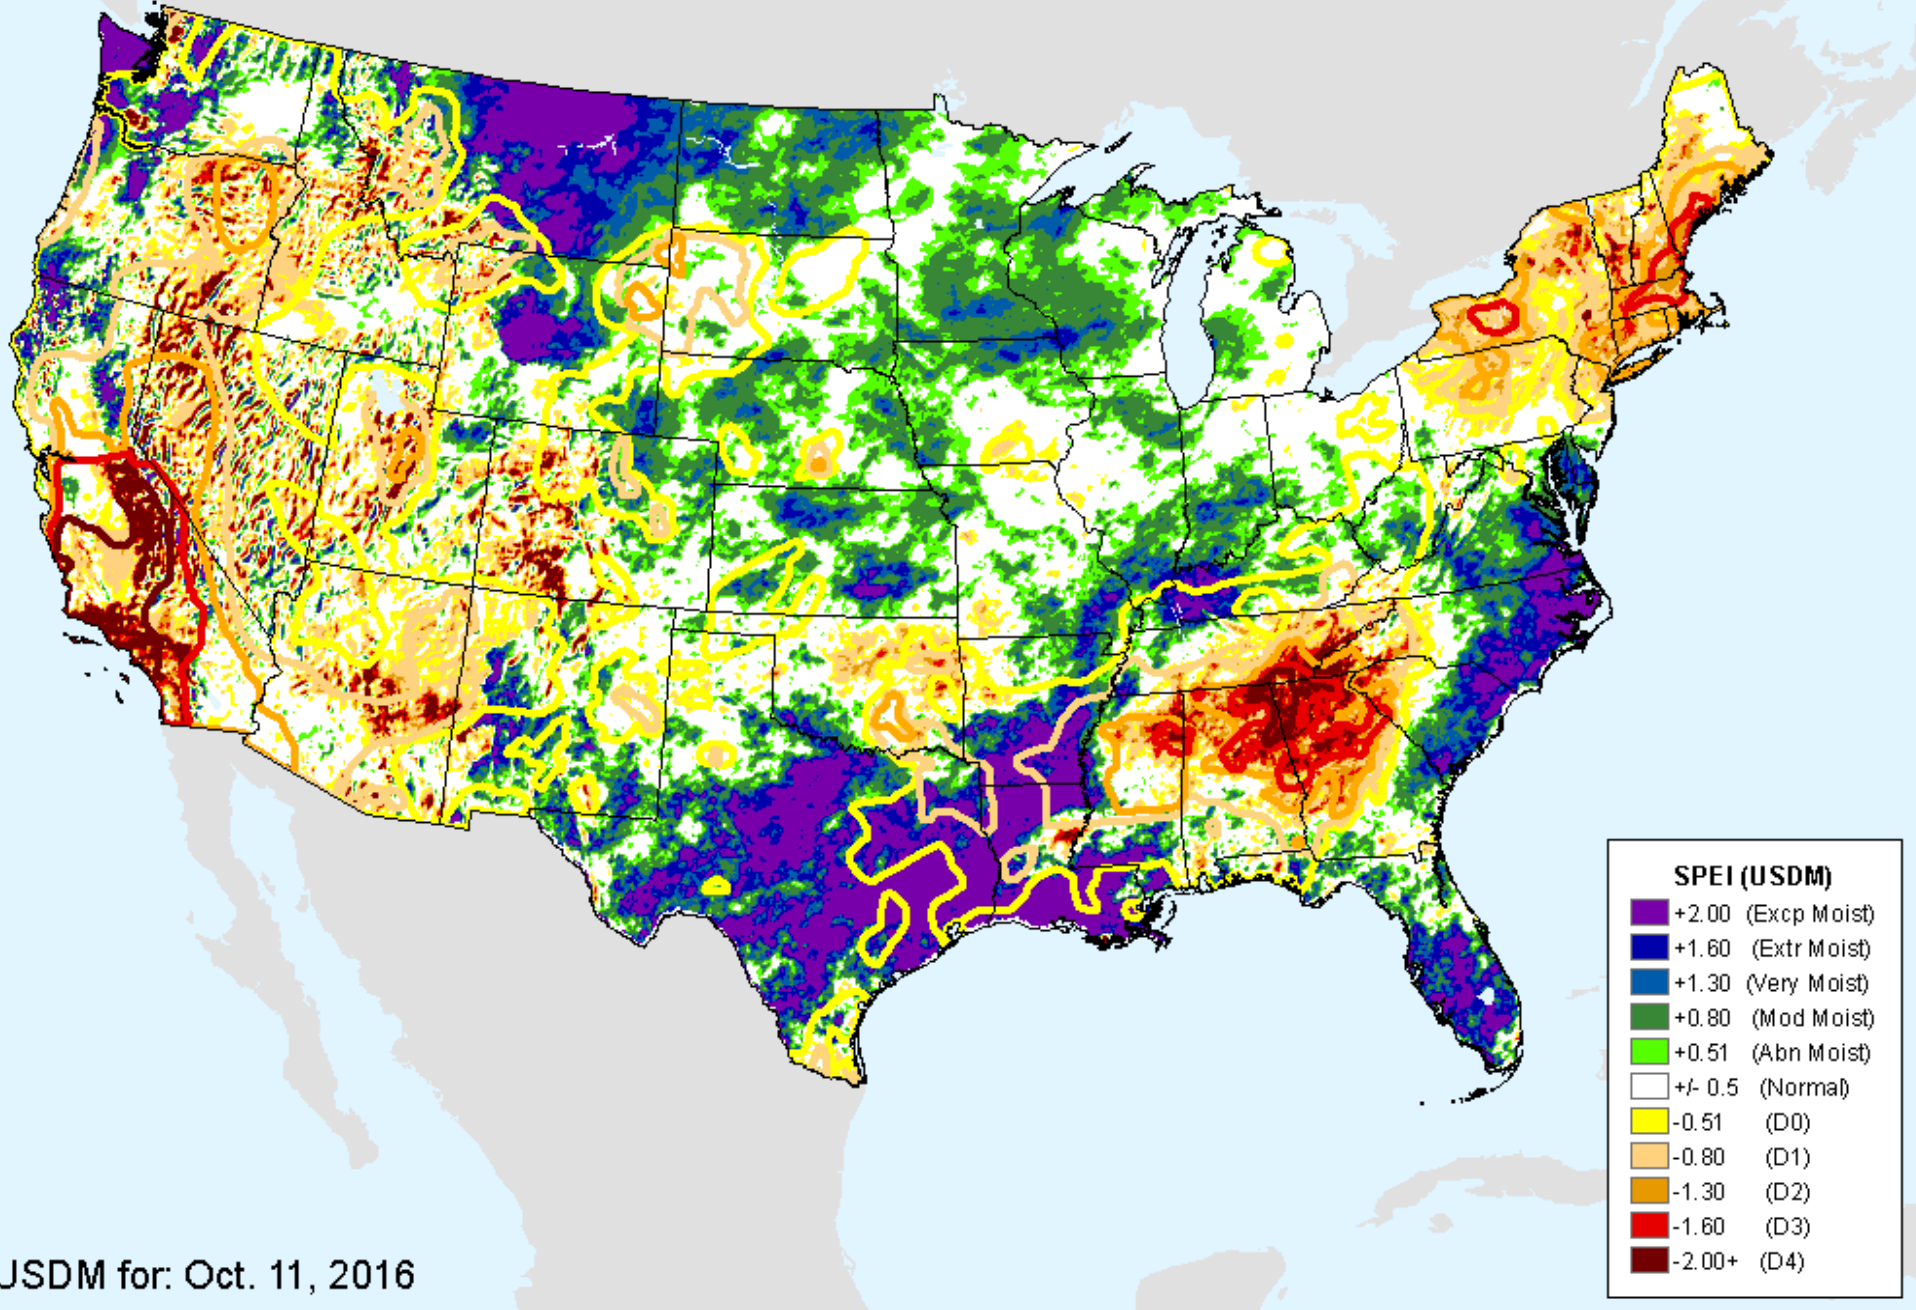 SPEI (USDM)
+2.00 (Excp Moist)
+1.60 (Extr Moist)
+1.30 (Very Moist)
+0.80 (Mod Moist)
+0.51 (Abn Moist)
+/- 0.5 (Normal)
-0.51 (D0)
-0.80 (D1)
-1.30 (D2)
-1.60 (D3)
-2.00+ (D4)
USDM for: Oct. 11, 2016